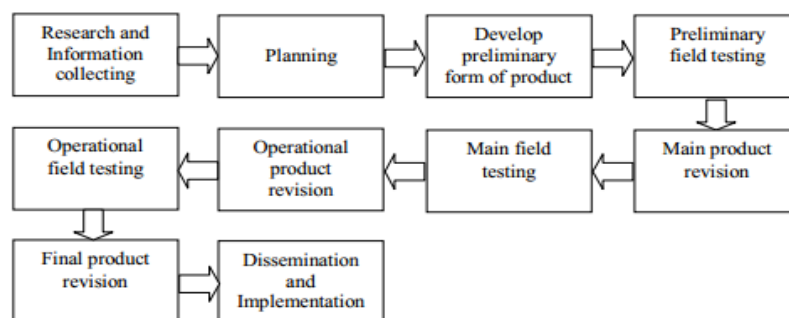 Research and
Information
collecting
Planning
Develop
preliminary
form of product
Preliminary
field testing
Main product
revision
Main field
testing
Operational
product
revision
Operational
field testing
Final product
revision
Dissemination
and
Implementation